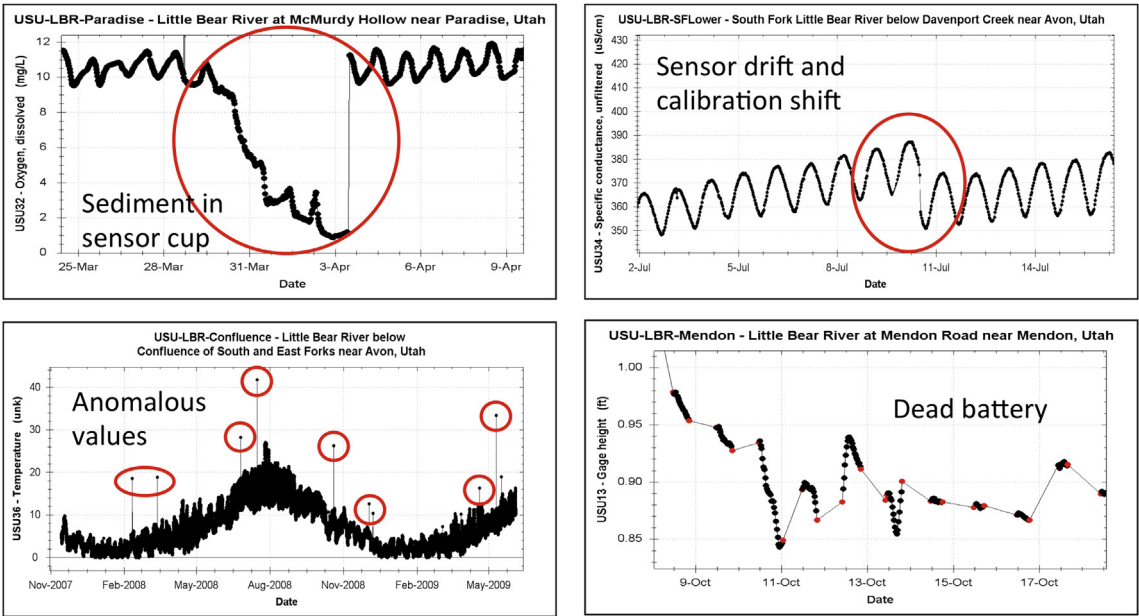 USU-LBR-Paradise - Little Bear River at McMurdy Hollow near Paradise, Utah
USU32 - Oxygen, dissolved (mg/L)
12
10
8
6
4
2
0
Sediment in
sensor cup
25-Mar 28-Mar 31-Mar 3-Apr 6-Apr 9-Apr
Date
USU-LBR-SFLower - South Fork Little Bear River below Davenport Creek near Avon, Utah
USU34 - Specific conductance, unfiltered (uS/cm)
430
420
410
400
390
380
370
360
350
Sensor drift and
calibration shift
2-Jul 5-Jul 8-Jul 11-Jul 14-Jul
Date
USU-LBR-Confluence - Little Bear River below
Confluence of South and East Forks near Avon, Utah
USU36 - Temperature (unk)
40
30
20
10
0
Anomalous
values
Nov-2007 Feb-2008 May-2008 Aug-2008 Nov-2008 Feb-2009 May-2009
Date
USU-LBR-Mendon - Little Bear River at Mendon Road near Mendon, Utah
USU13 - Gage height (ft)
1.00
0.95
0.90
0.85
Dead battery
9-Oct 11-Oct 13-Oct 15-Oct 17-Oct
Date